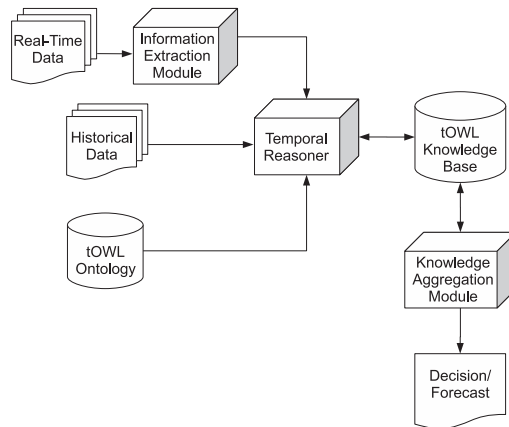 Real-Time
Data
Information
Extraction
Module
Historical
Data
Temporal
Reasoner
tOWL
Knowledge
Base
tOWL
Ontology
Knowledge
Aggregation
Module
Decision/
Forecast